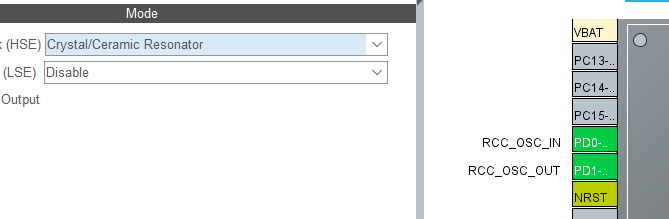 Mode
(HSE) Crystal/Ceramic Resonator
(LSE) Disable
Output
VBAT
PC13-..
PC14-..
PC15-..
RCC_OSC_IN PD0-..
RCC_OSC_OUT PD1-..
NRST